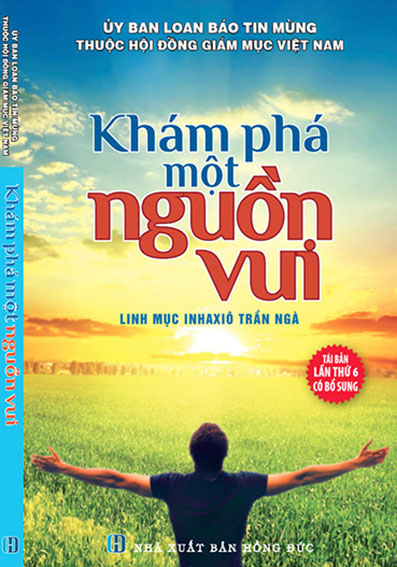 ỦY BAN LOAN BÁO TIN MỪNG
THUỘC HỘI ĐỒNG GIÁM MỤC VIỆT NAM
Khám phá
một
nguồn
vui
LINH MỤC INHAXIÔ TRẦN NGÀ
TÁI BẢN
LẦN THỨ 6
CÓ BỔ SUNG
NHÀ XUẤT BẢN HỒNG ĐỨC
ỦY BAN LOAN BÁO TIN MỪNG
THUỘC HỘI ĐỒNG GIÁM MỤC VIỆT NAM
Khám phá một nguồn vui